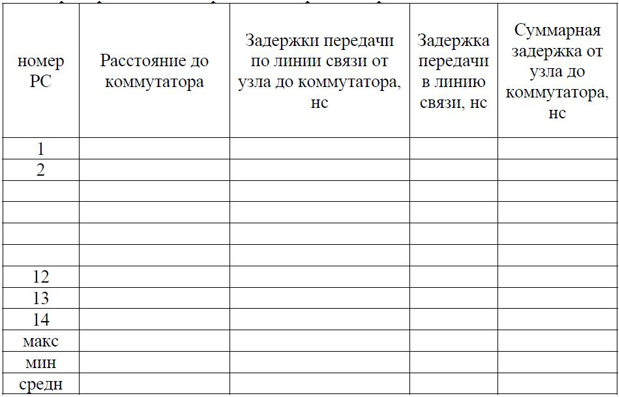 номер
РС
Расстояние до
коммутатора
Задержки передачи
по линии связи от
узла до коммутатора,
нс
Задержка
передачи
в линию
связи, нс
Суммарная
задержка от
узла до
коммутатора,
нс
1
2
12
13
14
макс
мин
средн